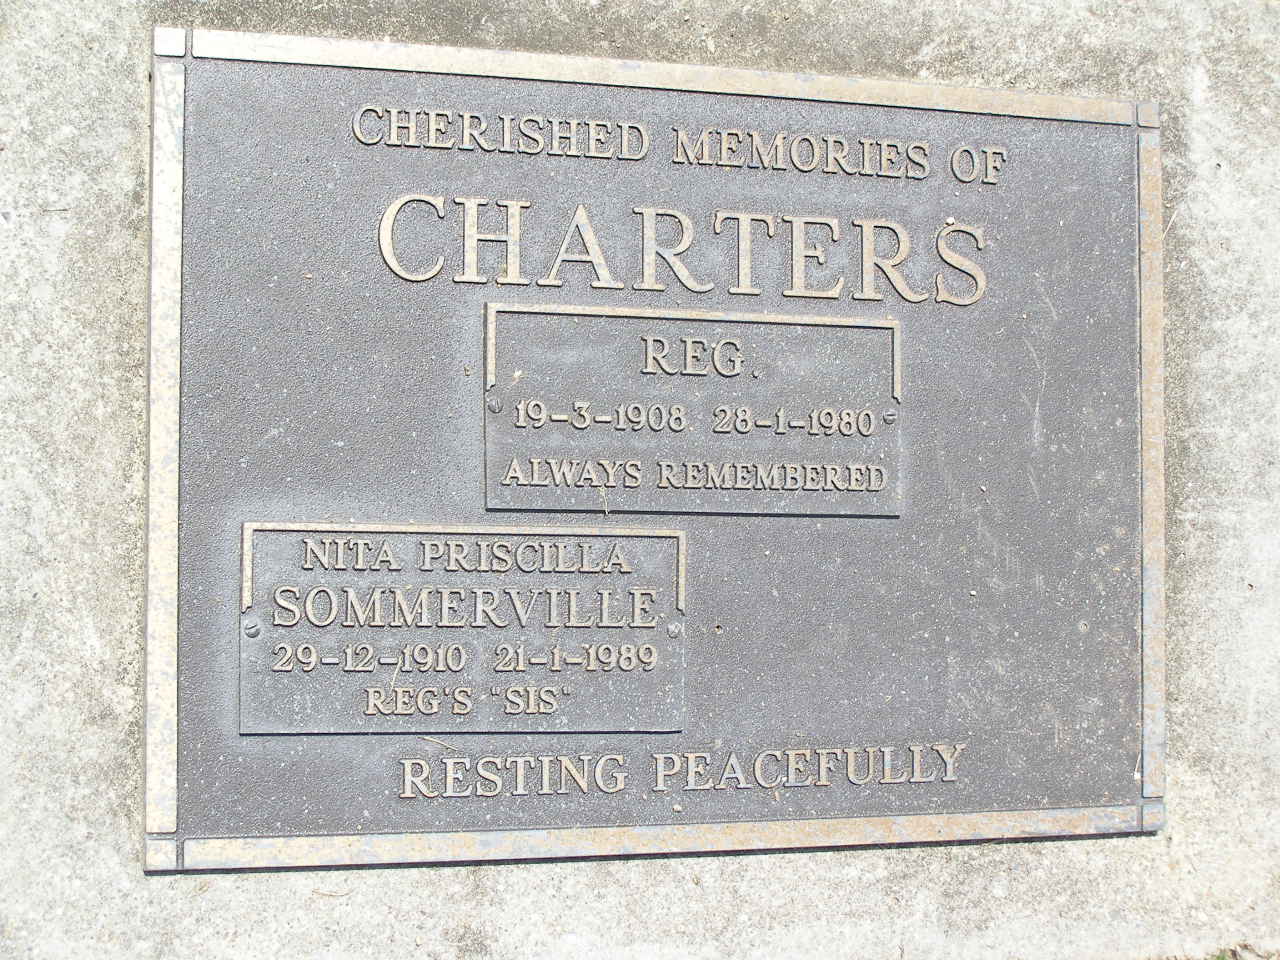 CHERISHED MEMORIES OF
CHARTERS
REG.
19-3-1908 28-1-1980
ALWAYS REMEMBERED
NITA PRISCILLA
SOMMERVILLE
29-12-1910 21-1-1989
REG'S "SIS"
RESTING PEACEFULLY